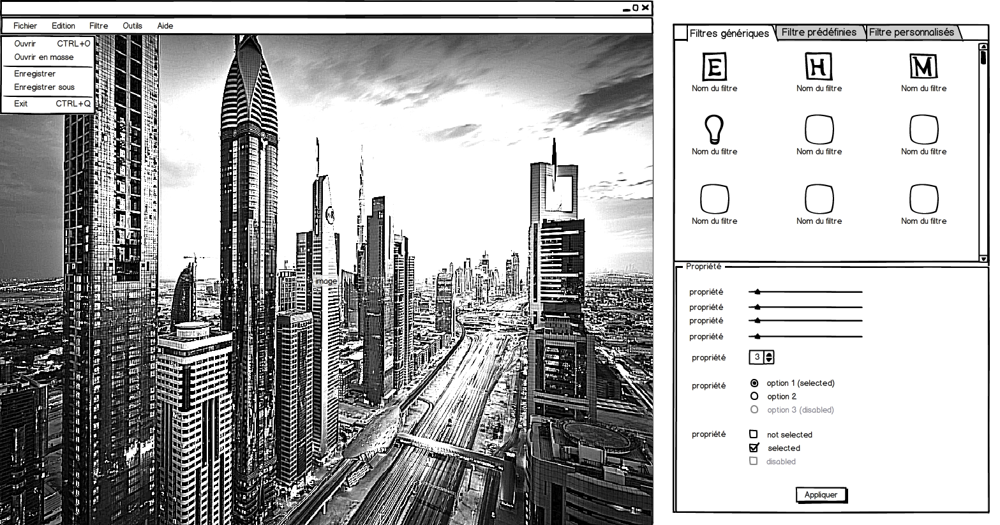 Fichier Edition Filtre Outils Aide
Ouvrir CTRL+O
Ouvrir en masse
Enregistrer
Enregistrer sous
Exit CTRL+Q
image
Filtres génériques Filtre prédéfinies Filtre personnalisés
E H M
Nom du filtre Nom du filtre Nom du filtre
Nom du filtre Nom du filtre Nom du filtre
Nom du filtre Nom du filtre Nom du filtre
Propriété
propriété
propriété
propriété
propriété
propriété 3
propriété option 1 (selected)
option 2
option 3 (disabled)
propriété not selected
selected
disabled
Appliquer